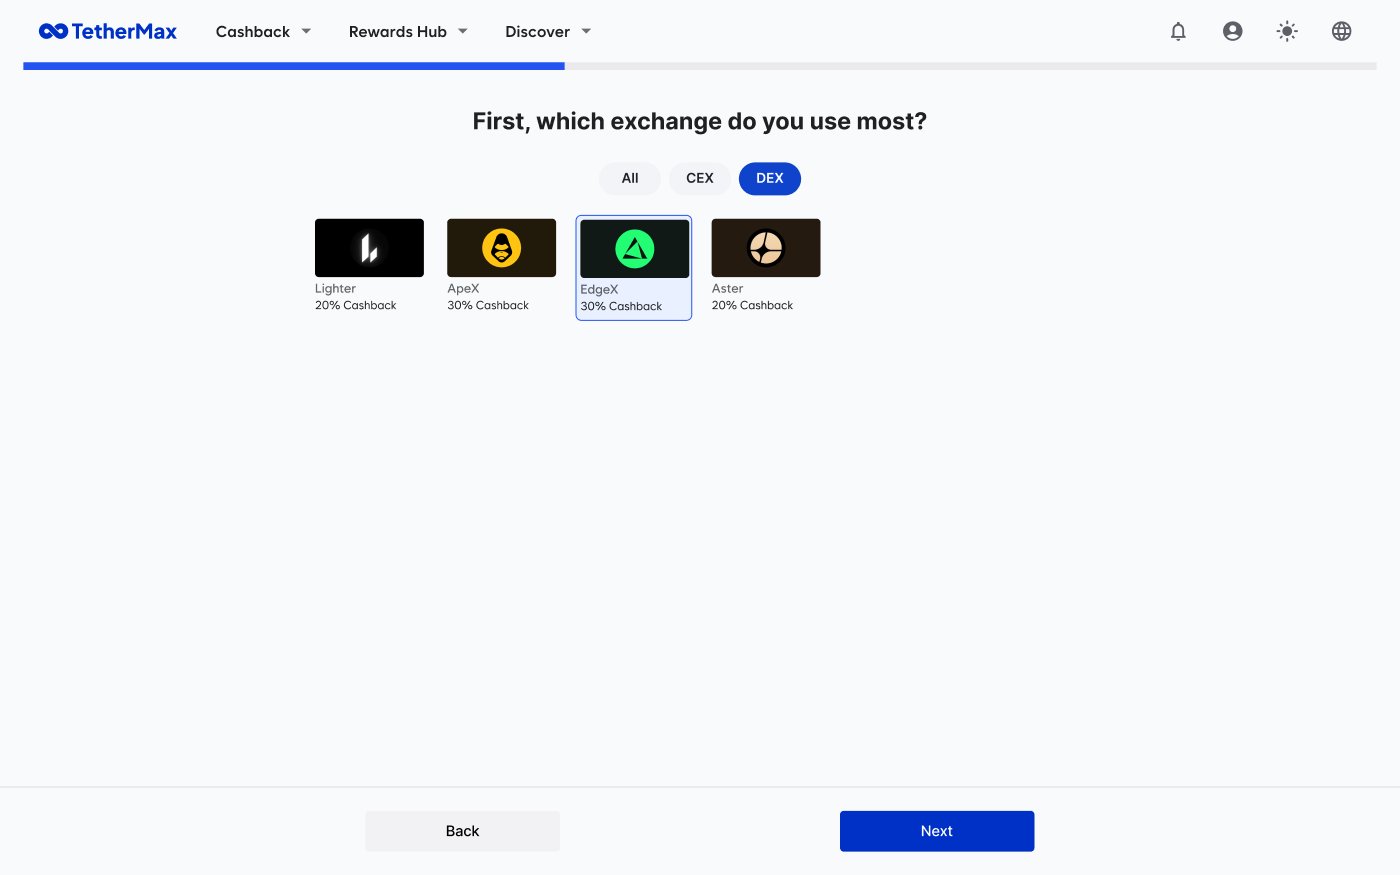 TetherMax
Cashback
Rewards Hub
Discover
First, which exchange do you use most?
All
CEX
DEX
Lighter
20% Cashback
ApeX
30% Cashback
EdgeX
30% Cashback
Aster
20% Cashback
Back
Next